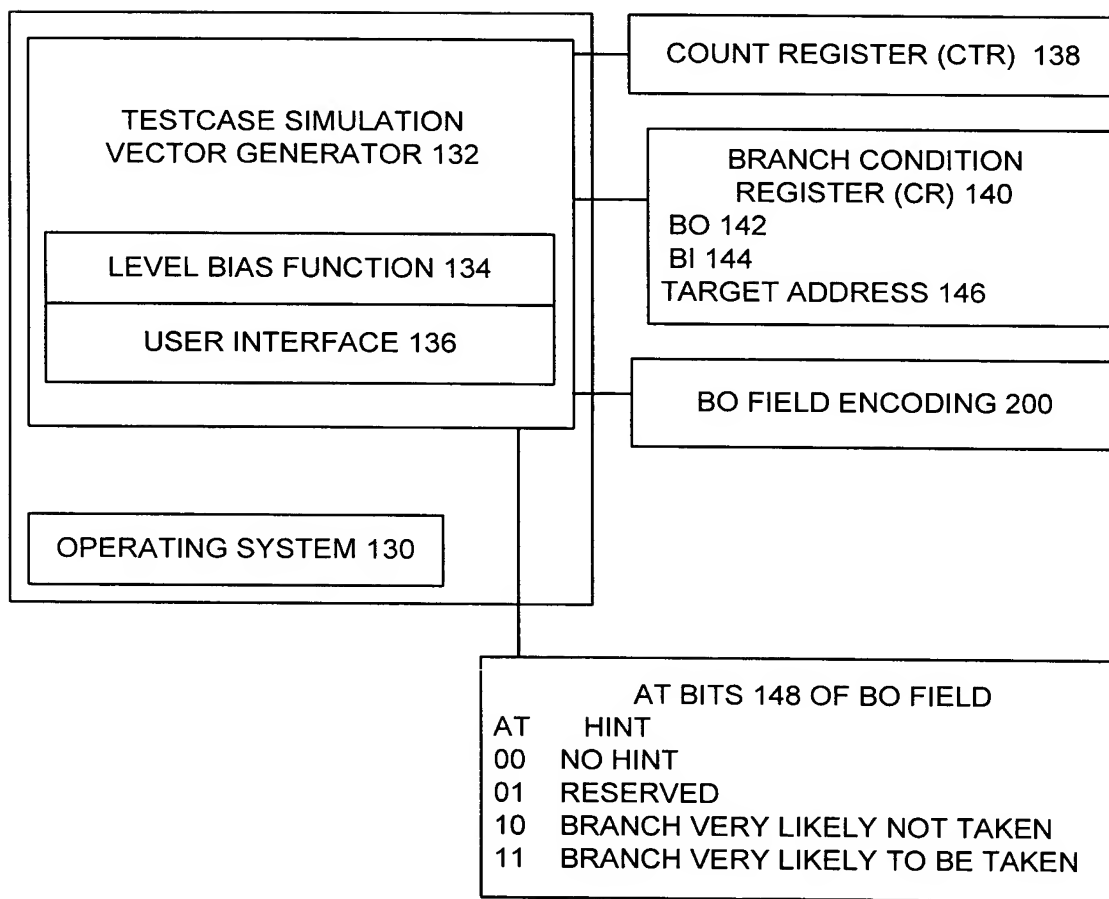 TESTCASE SIMULATION
VECTOR GENERATOR 132
LEVEL BIAS FUNCTION 134
USER INTERFACE 136
OPERATING SYSTEM 130
COUNT REGISTER (CTR) 138
BRANCH CONDITION
REGISTER (CR) 140
BO 142
BI 144
TARGET ADDRESS 146
BO FIELD ENCODING 200
AT BITS 148 OF BO FIELD
AT HINT
00 NO HINT
01 RESERVED
10 BRANCH VERY LIKELY NOT TAKEN
11 BRANCH VERY LIKELY TO BE TAKEN